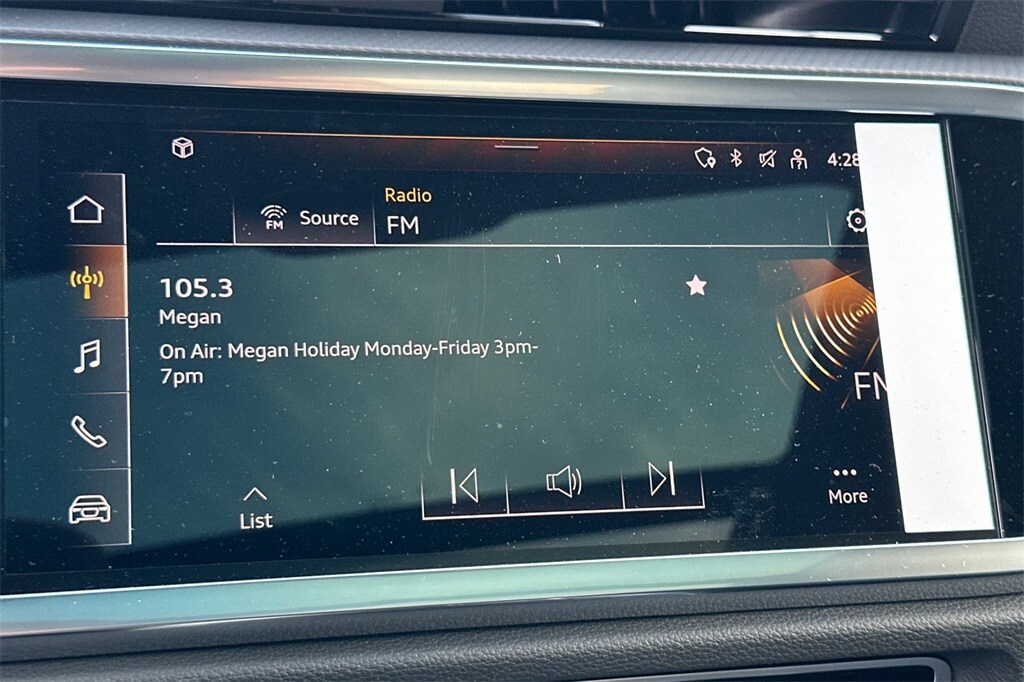 4:28
Radio
FM
Source
FM
105.3
Megan
On Air: Megan Holiday Monday-Friday 3pm-
7pm
FM
List
More